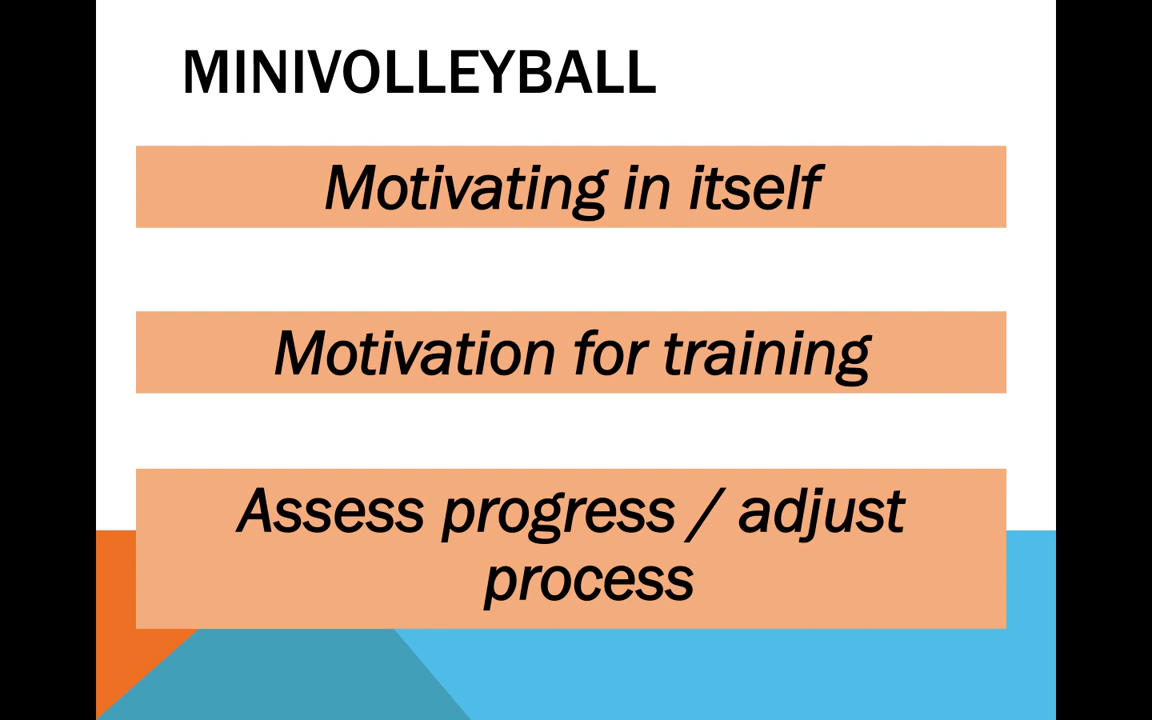 MINIVOLLEYBALL
Motivating in itself
Motivation for training
Assess progress / adjust
process